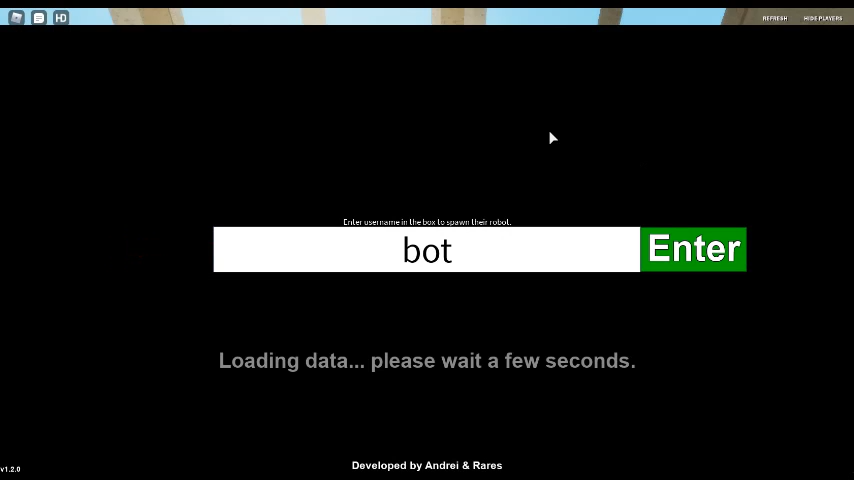 HD
REFRESH
HIDE PLAYERS
Enter username in the box to spawn their robot.
bot
Enter
Loading data... please wait a few seconds.
Developed by Andrei & Rares
v1.2.0